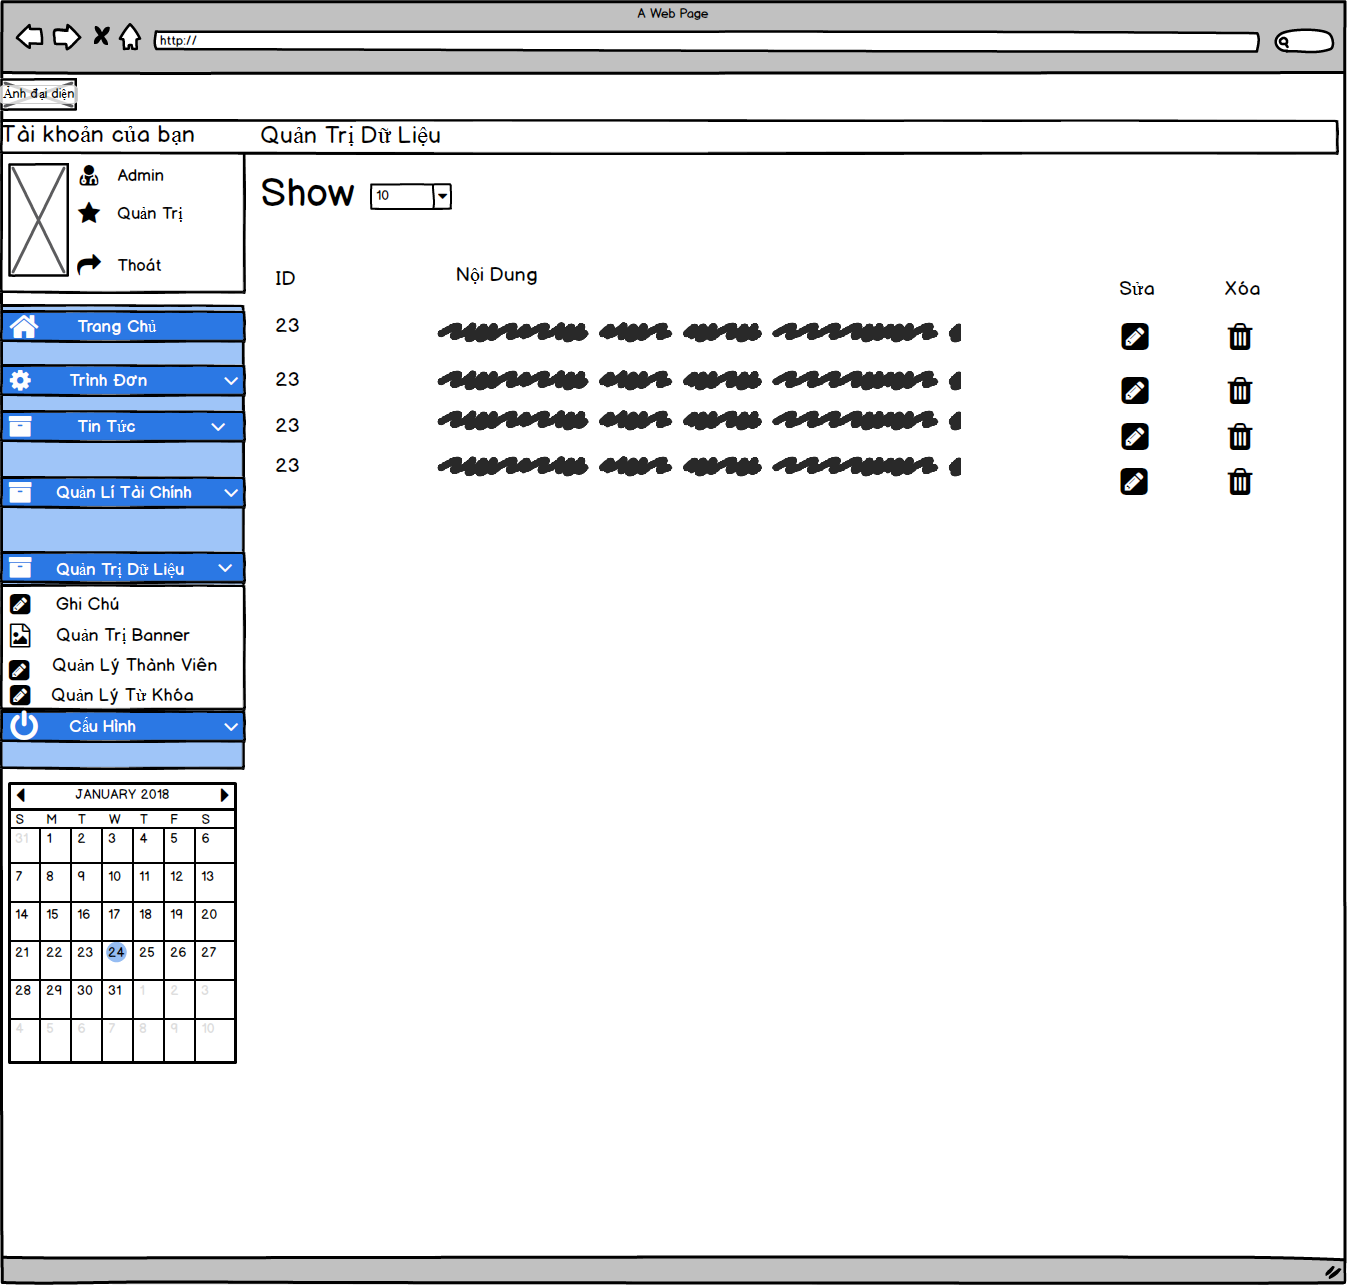 A Web Page
http://
Ảnh đại diện
Tài khoản của bạn
Quản Trị Dữ Liệu
Admin
Quản Trị
Thoát
Show 10
ID Nội Dung Sửa Xóa
23
23
23
23
Trang Chủ
Trình Đơn
Tin Tức
Quản Lí Tài Chính
Quản Trị Dữ Liệu
Ghi Chú
Quản Trị Banner
Quản Lý Thành Viên
Quản Lý Từ Khóa
Cấu Hình
JANUARY 2018
S M T W T F S
31 1 2 3 4 5 6
7 8 9 10 11 12 13
14 15 16 17 18 19 20
21 22 23 24 25 26 27
28 29 30 31 1 2 3
4 5 6 7 8 9 10